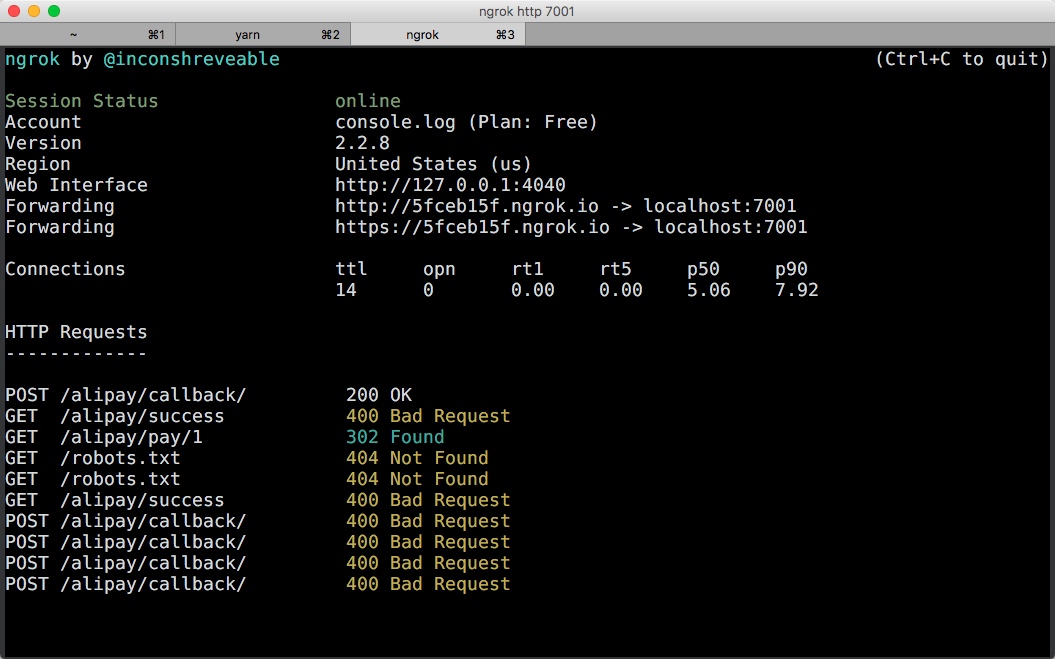 ngrok http 7001
~ ⌘1 yarn ⌘2 ngrok ⌘3
ngrok by @inconshreveable (Ctrl+C to quit)
Session Status online
Account console.log (Plan: Free)
Version 2.2.8
Region United States (us)
Web Interface http://127.0.0.1:4040
Forwarding http://5fceb15f.ngrok.io -> localhost:7001
Forwarding https://5fceb15f.ngrok.io -> localhost:7001
Connections ttl opn rt1 rt5 p50 p90
14 0 0.00 0.00 5.06 7.92
HTTP Requests
-------------
POST /alipay/callback/ 200 OK
GET /alipay/success 400 Bad Request
GET /alipay/pay/1 302 Found
GET /robots.txt 404 Not Found
GET /robots.txt 404 Not Found
GET /alipay/success 400 Bad Request
POST /alipay/callback/ 400 Bad Request
POST /alipay/callback/ 400 Bad Request
POST /alipay/callback/ 400 Bad Request
POST /alipay/callback/ 400 Bad Request